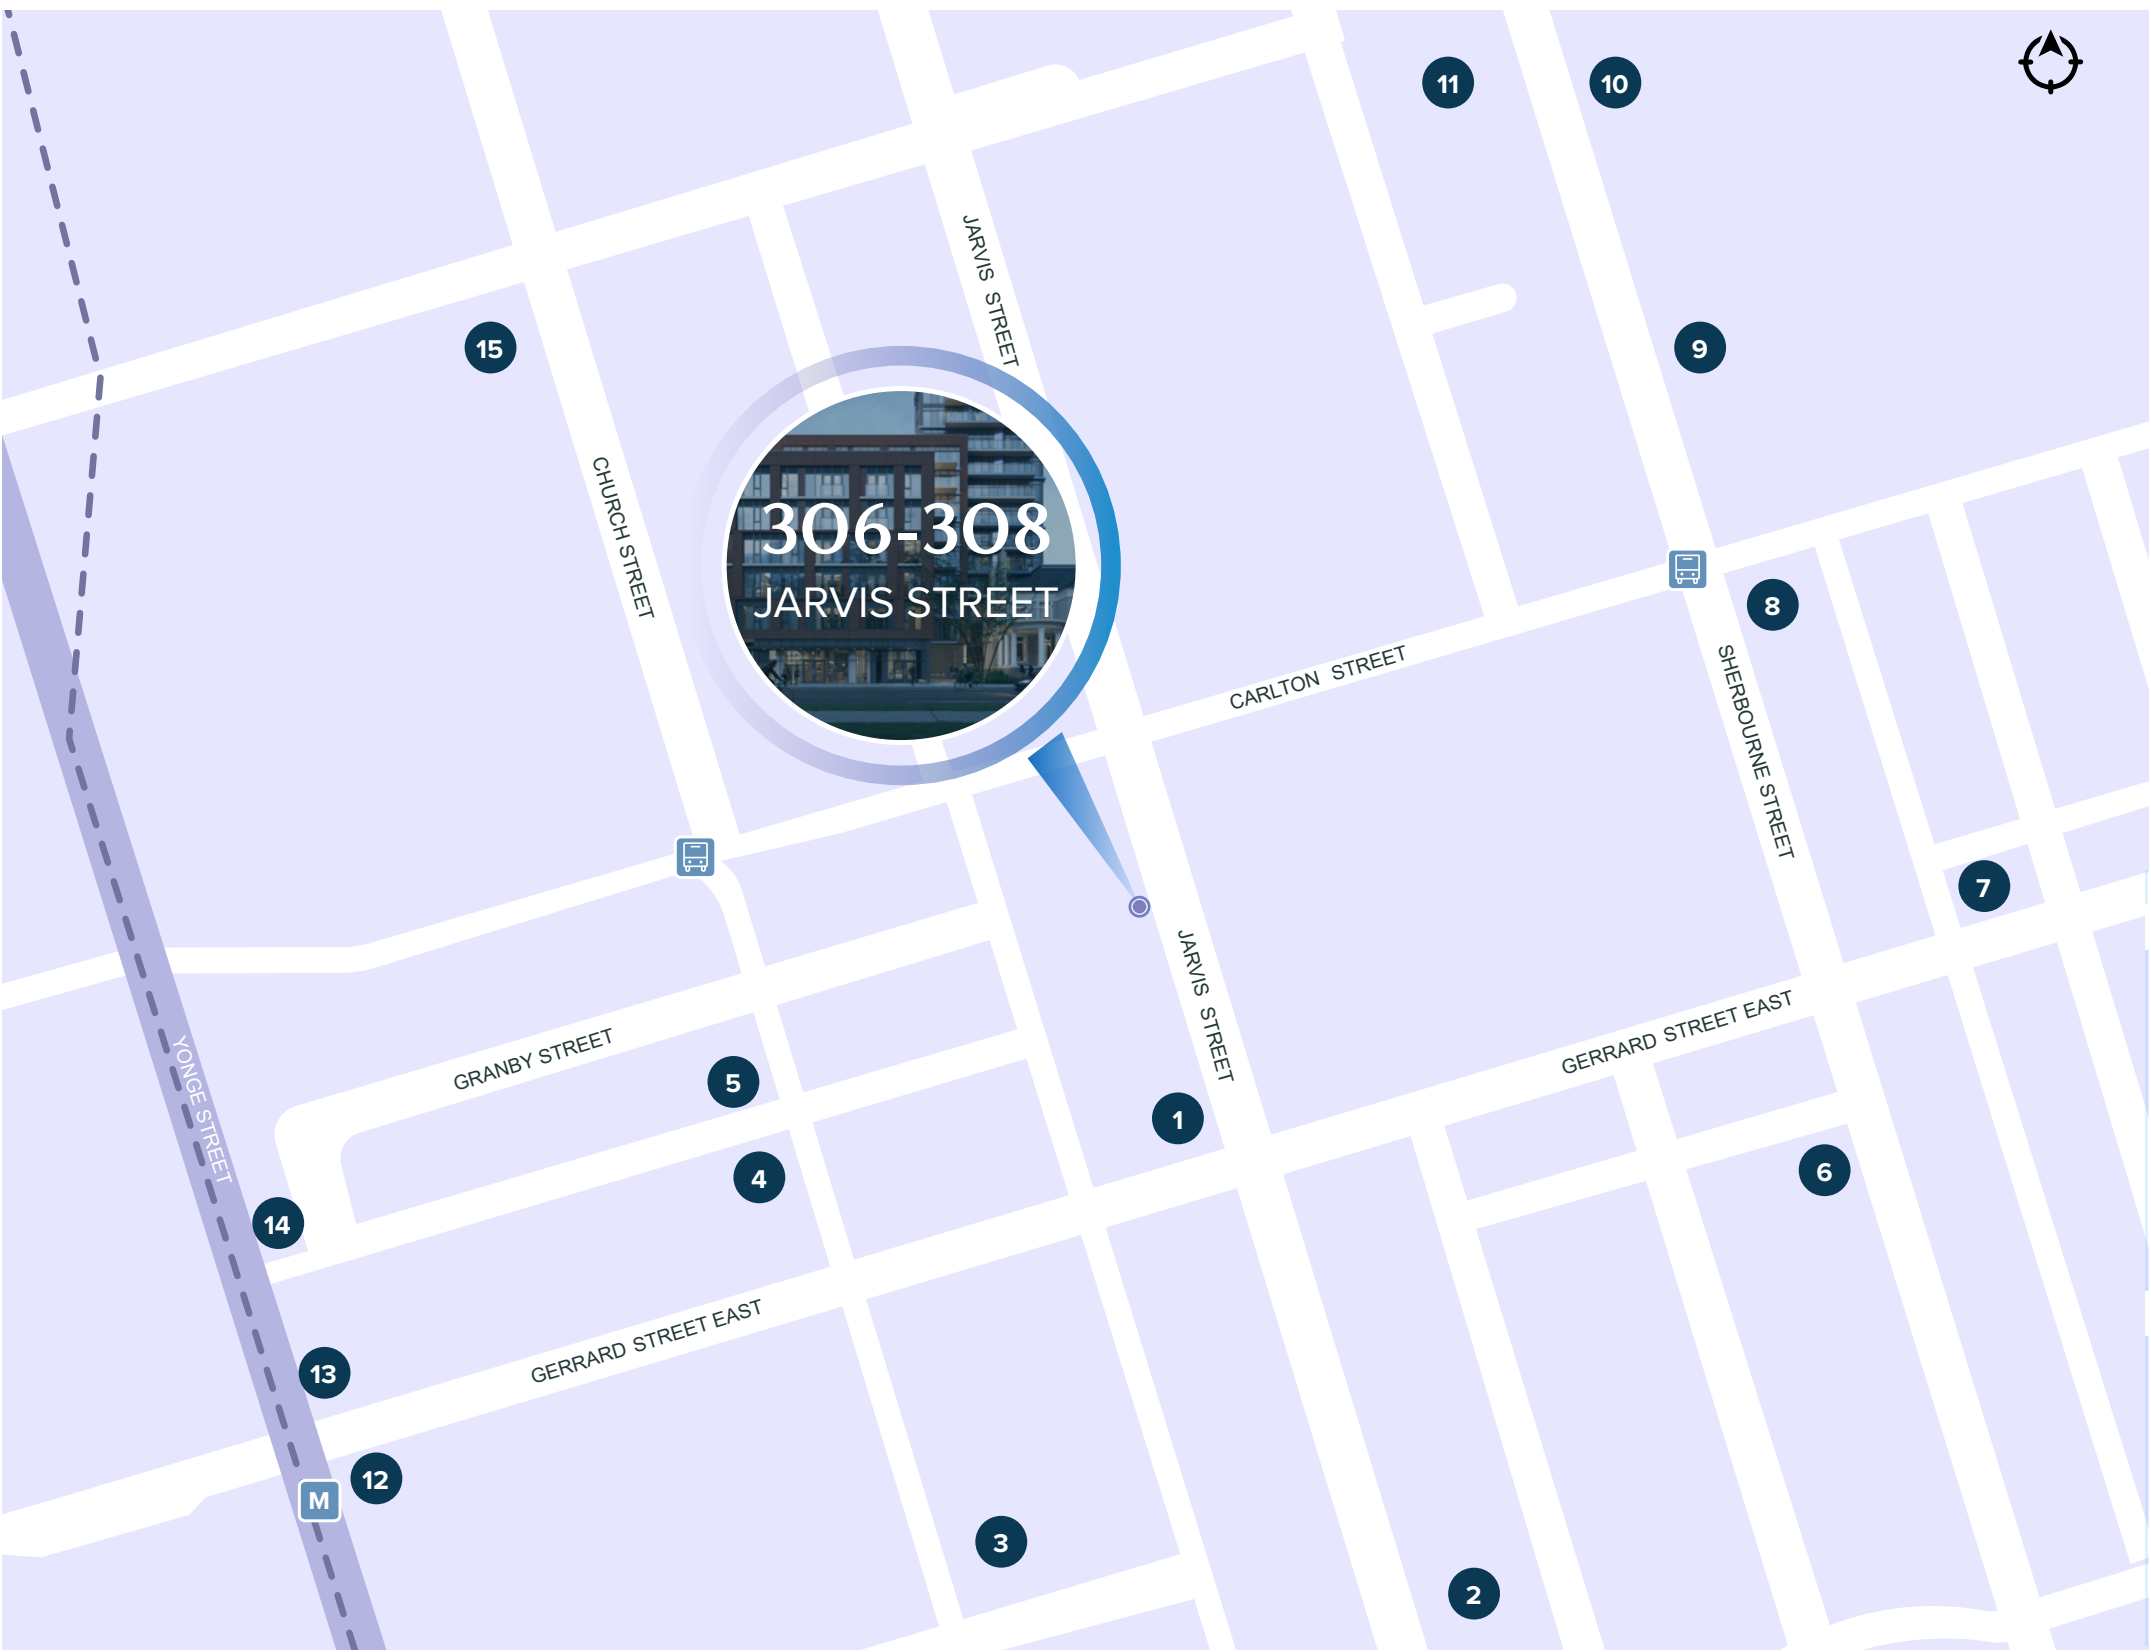 11
10
JARVIS STREET
15
9
CHURCH STREET
306-308
JARVIS STREET
8
CARLTON STREET
SHERBOURNE STREET
7
JARVIS STREET
GRANBY STREET
GERRARD STREET EAST
YONGE STREET
5
1
4
6
14
GERRARD STREET EAST
13
12
M
3
2